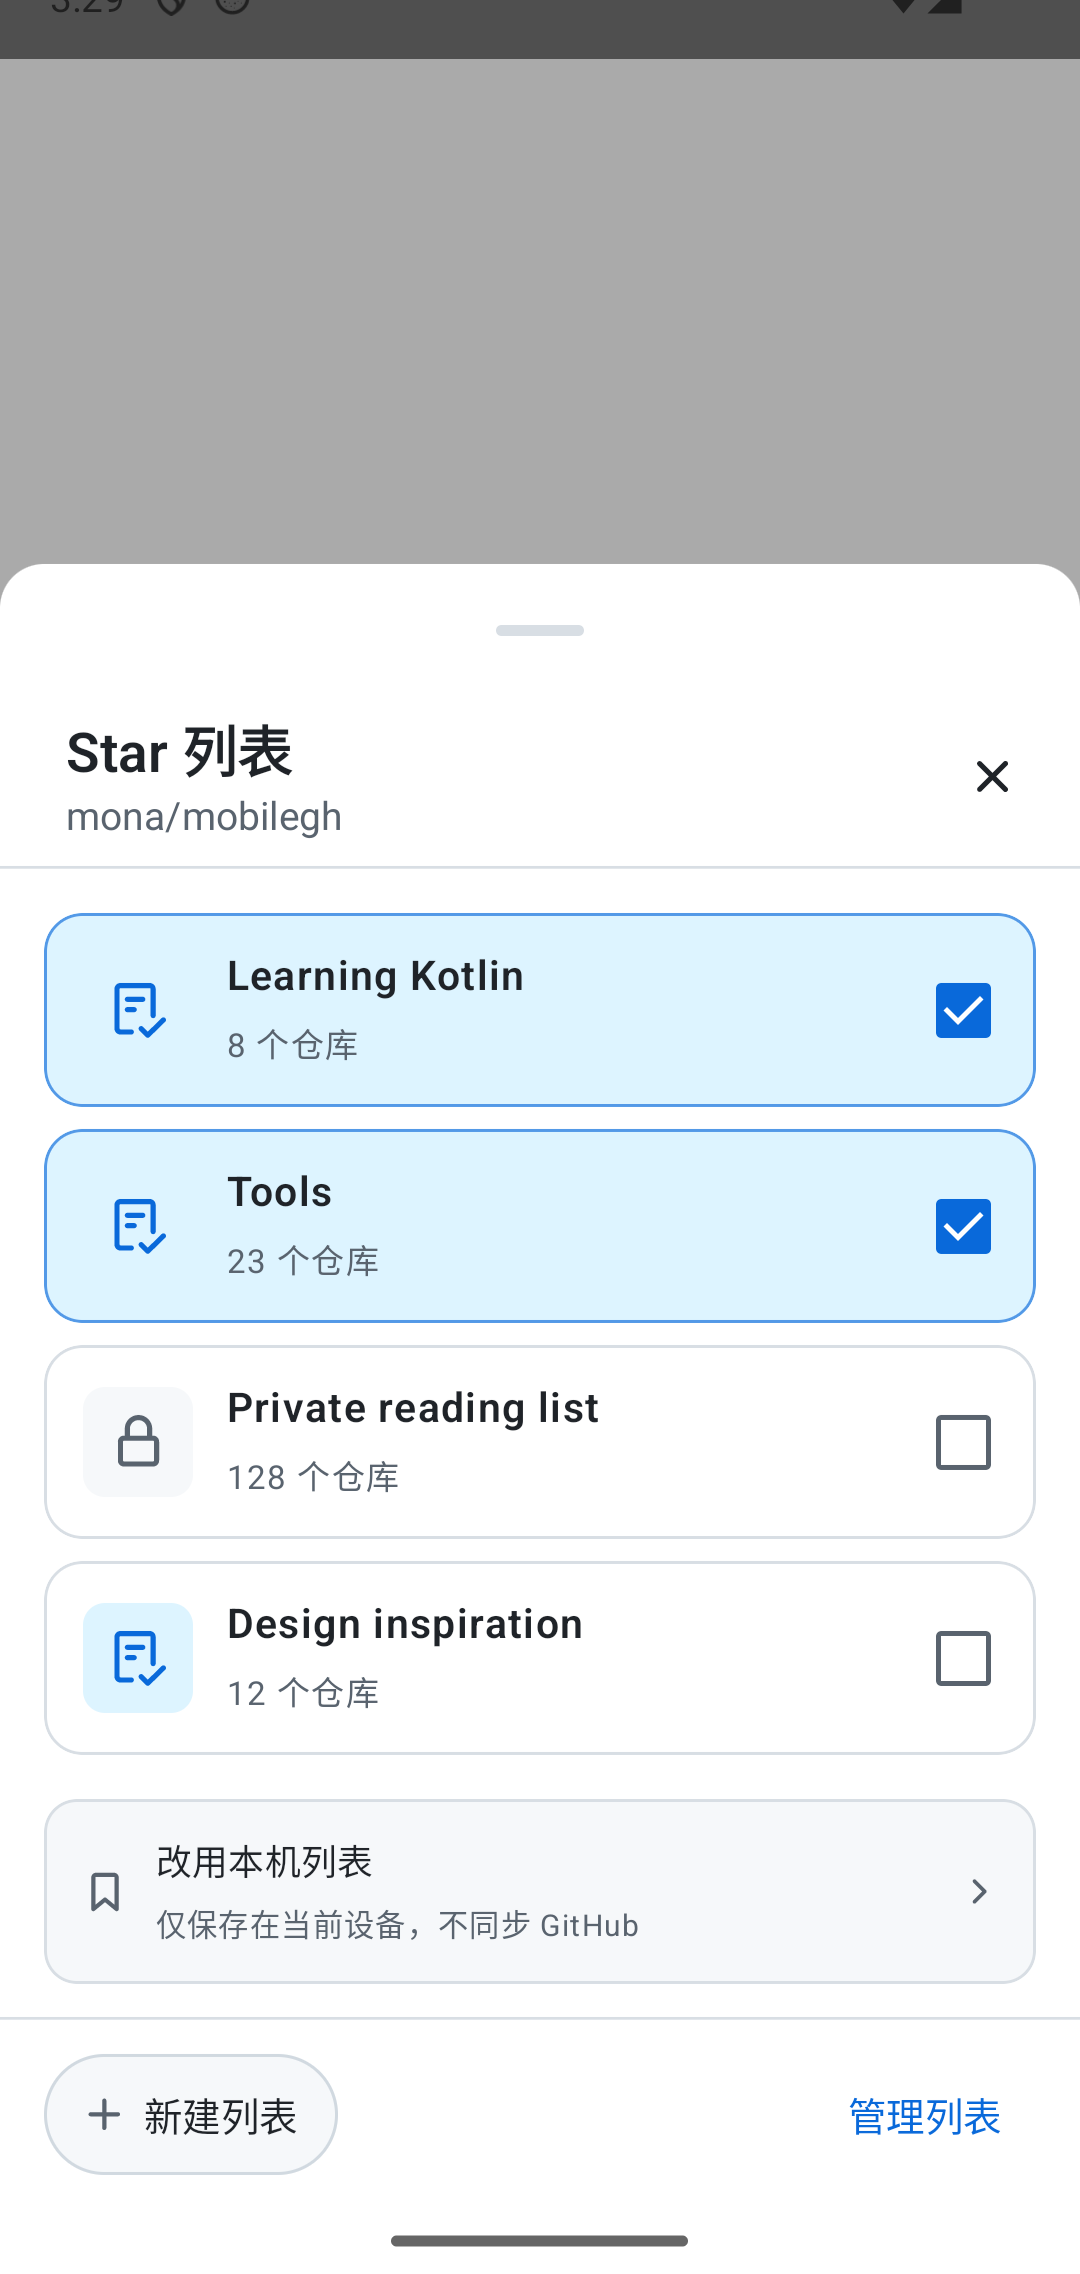 3:29
Star 列表
mona/mobilegh
Learning Kotlin
8 个仓库
Tools
23 个仓库
Private reading list
128 个仓库
Design inspiration
12 个仓库
改用本机列表
仅保存在当前设备，不同步 GitHub
新建列表
管理列表